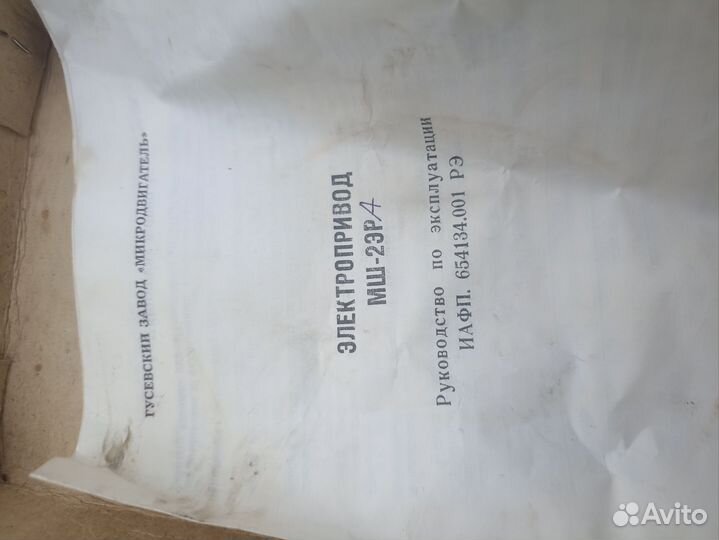 ГУСЕВСКИЙ ЗАВОД «МИКРОДВИГАТЕЛЬ»
ЭЛЕКТРОПРИВОД
МШ-2ЭРА
Руководство по эксплуатации
ИАФП. 654134.001 РЭ
Avito